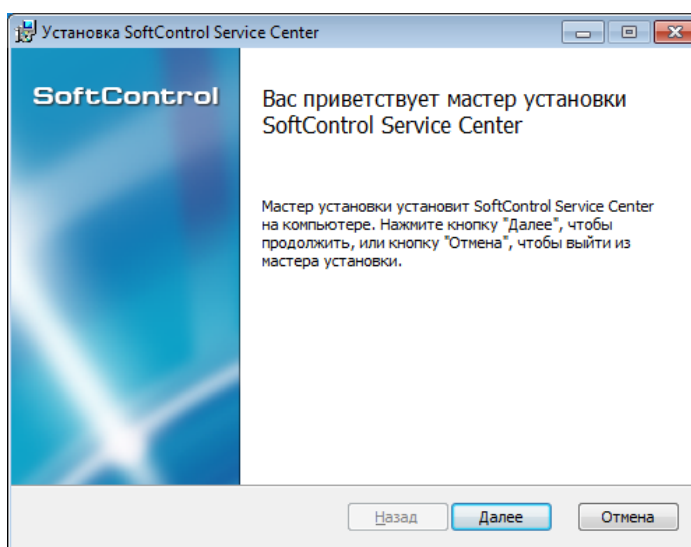 Установка SoftControl Service Center
SoftControl
Вас приветствует мастер установки
SoftControl Service Center
Мастер установки установит SoftControl Service Center
на компьютере. Нажмите кнопку "Далее", чтобы
продолжить, или кнопку "Отмена", чтобы выйти из
мастера установки.
Назад
Далее
Отмена